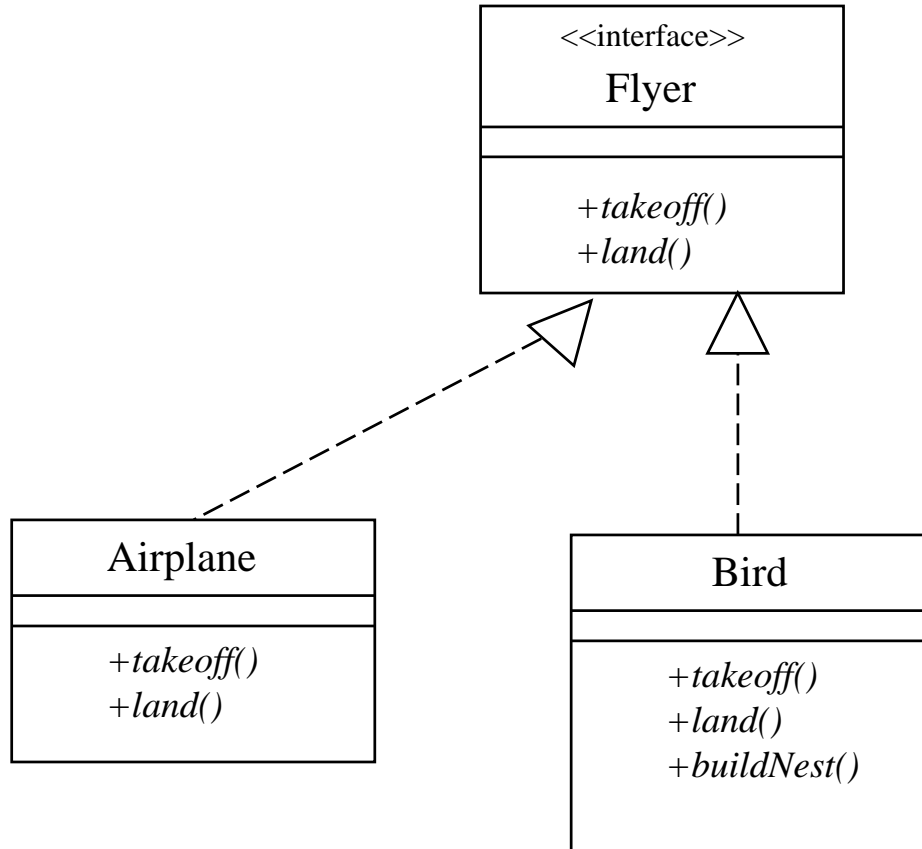 <<interface>>
Flyer
+takeoff()
+land()
Airplane
+takeoff()
+land()
Bird
+takeoff()
+land()
+buildNest()